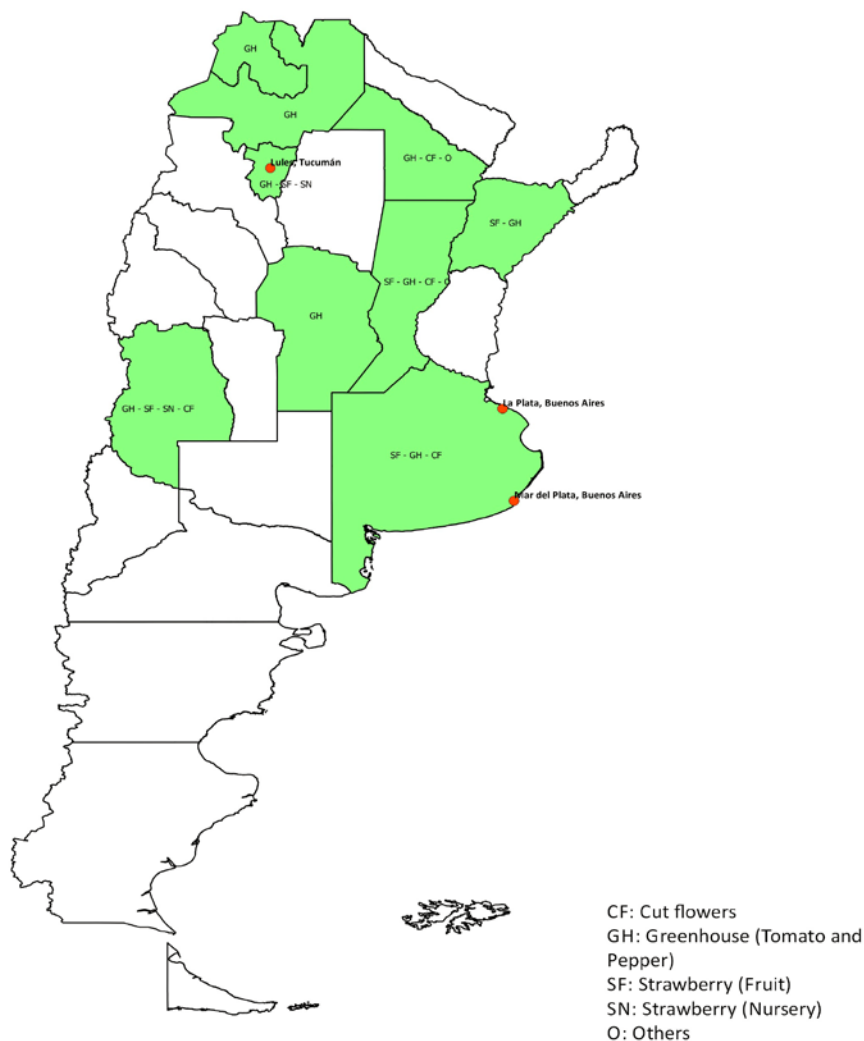 GH
GH
GH - CF - O
Lules, Tucumán
GH - SF - SN
SF - GH
SF - GH - CF - O
GH
La Plata, Buenos Aires
GH - SF - SN - CF
SF - GH - CF
Mar del Plata, Buenos Aires
CF: Cut flowers
GH: Greenhouse (Tomato and
Pepper)
SF: Strawberry (Fruit)
SN: Strawberry (Nursery)
O: Others